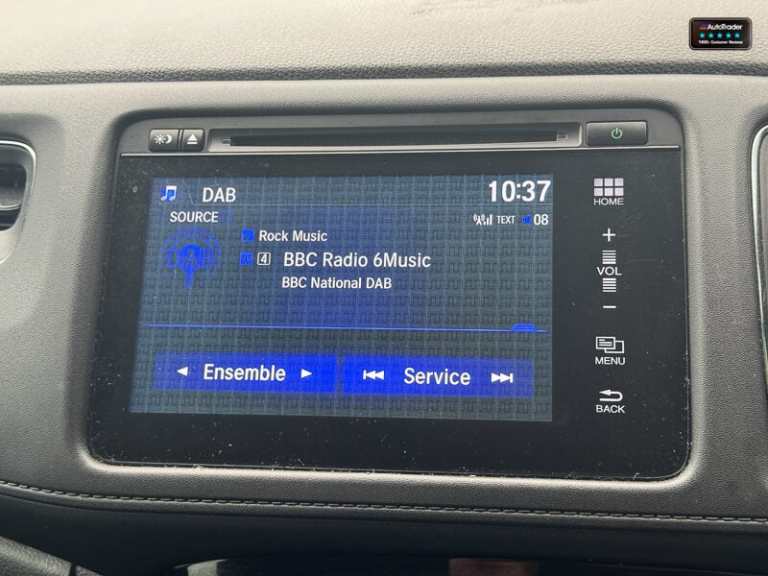 AutoTrader
DAB
10:37
SOURCE
TEXT
08
HOME
Rock Music
4
BBC Radio 6Music
BBC National DAB
+
VOL
−
Ensemble
Service
MENU
BACK